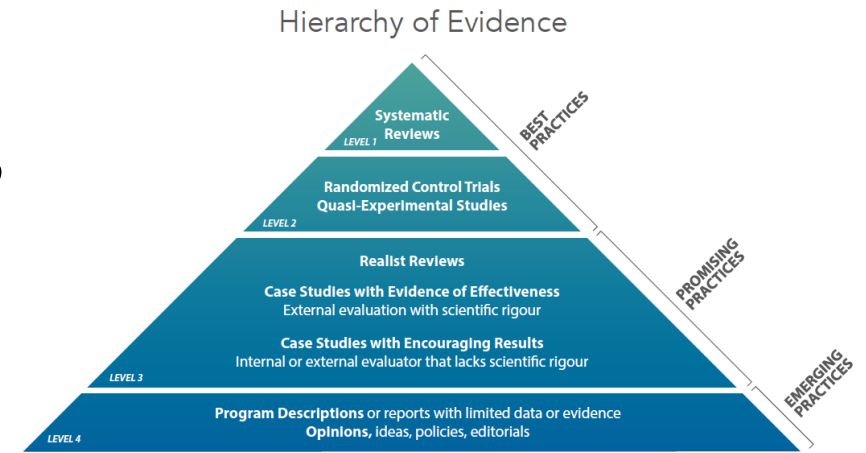 Hierarchy of Evidence
Systematic
Reviews
LEVEL 1
BEST
PRACTICES
Randomized Control Trials
Quasi-Experimental Studies
LEVEL 2
Realist Reviews
Case Studies with Evidence of Effectiveness
External evaluation with scientific rigour
Case Studies with Encouraging Results
Internal or external evaluator that lacks scientific rigour
LEVEL 3
PROMISING
PRACTICES
Program Descriptions or reports with limited data or evidence
Opinions, ideas, policies, editorials
LEVEL 4
EMERGING
PRACTICES